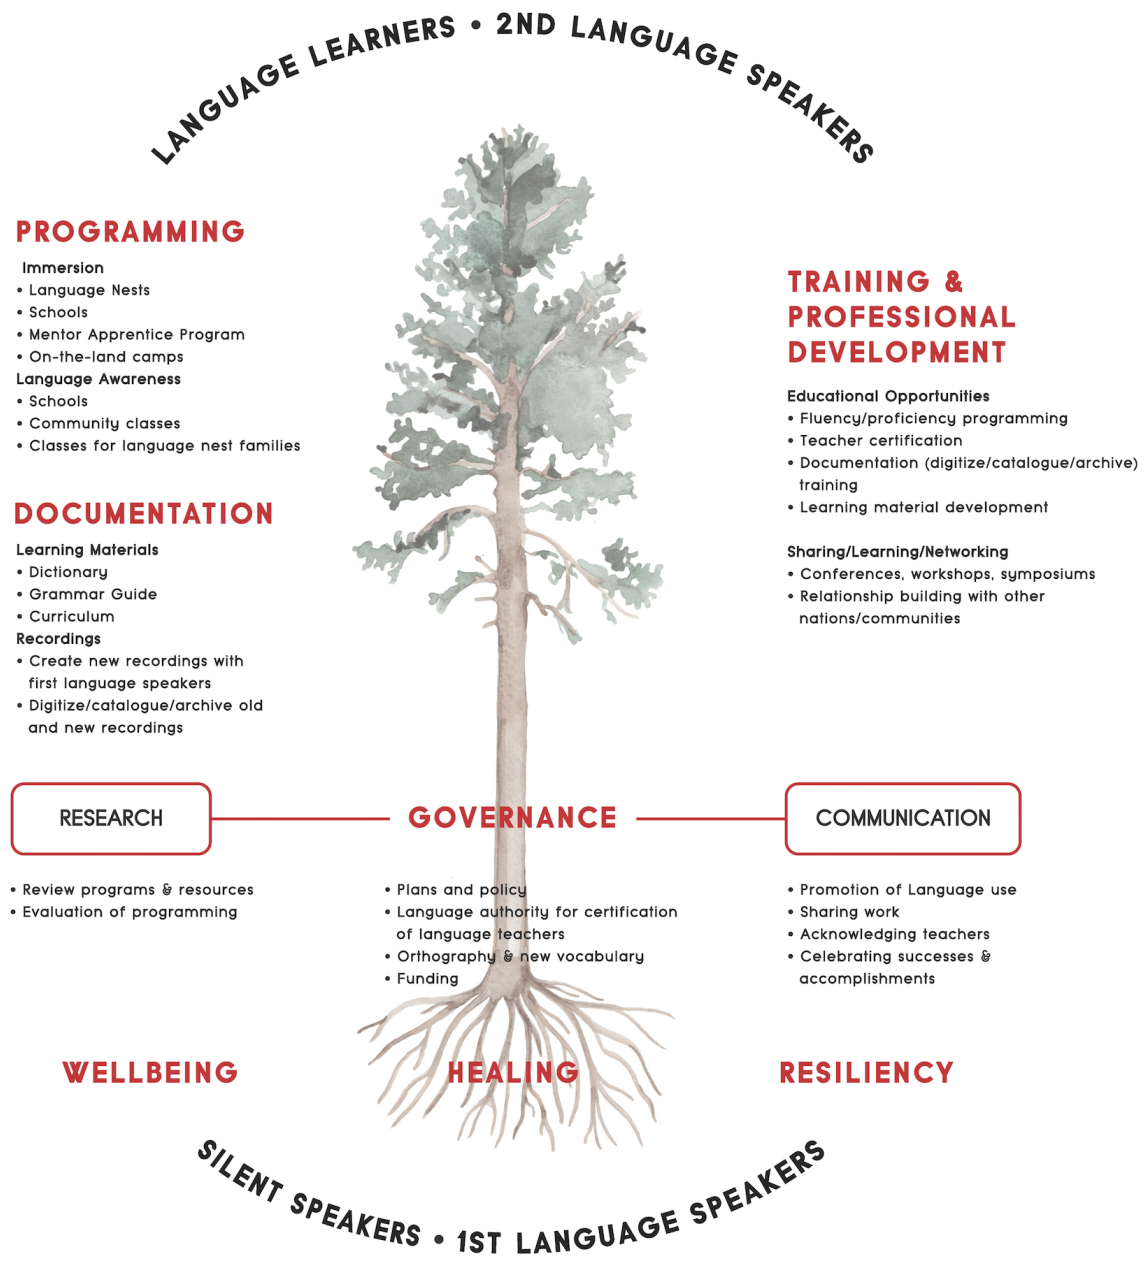 LANGUAGE LEARNERS • 2ND LANGUAGE SPEAKERS
PROGRAMMING
Immersion
• Language Nests
• Schools
• Mentor Apprentice Program
• On-the-land camps
Language Awareness
• Schools
• Community classes
• Classes for language nest families
DOCUMENTATION
Learning Materials
• Dictionary
• Grammar Guide
• Curriculum
Recordings
• Create new recordings with
first language speakers
• Digitize/catalogue/archive old
and new recordings
TRAINING &
PROFESSIONAL
DEVELOPMENT
Educational Opportunities
• Fluency/proficiency programming
• Teacher certification
• Documentation (digitize/catalogue/archive)
training
• Learning material development
Sharing/Learning/Networking
• Conferences, workshops, symposiums
• Relationship building with other
nations/communities
RESEARCH
• Review programs & resources
• Evaluation of programming
GOVERNANCE
• Plans and policy
• Language authority for certification
of language teachers
• Orthography & new vocabulary
• Funding
COMMUNICATION
• Promotion of Language use
• Sharing work
• Acknowledging teachers
• Celebrating successes &
accomplishments
WELLBEING
HEALING
RESILIENCY
SILENT SPEAKERS • 1ST LANGUAGE SPEAKERS